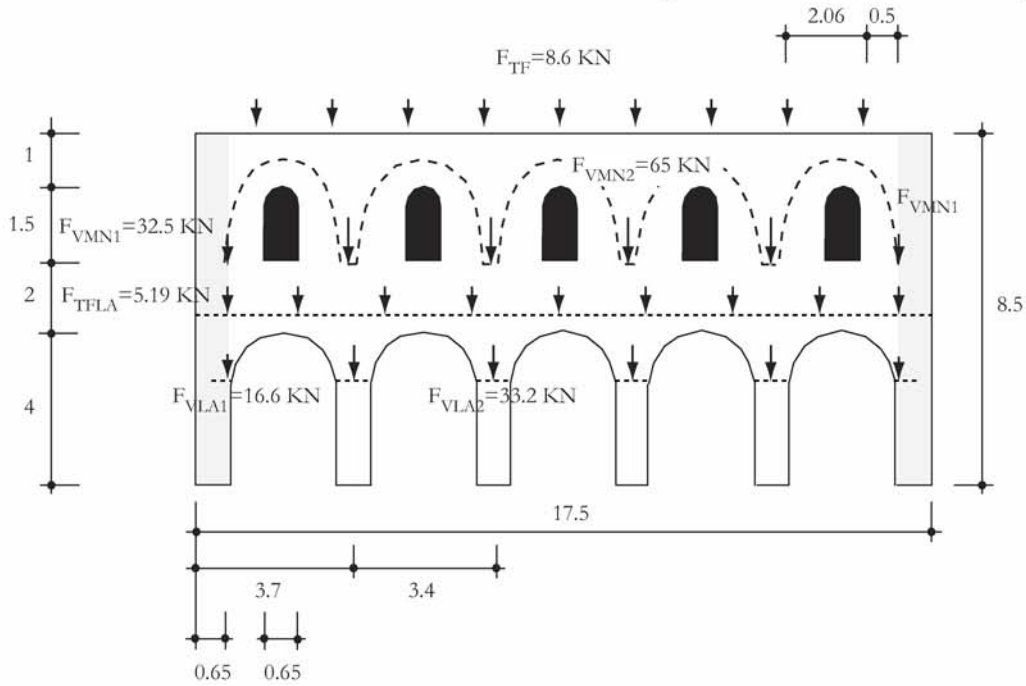 2.06 0.5
F_TF=8.6 KN
1
F_VMN2=65 KN
F_VMN1
1.5
F_VMN1=32.5 KN
2
F_TFLA=5.19 KN
8.5
4
F_VLA1=16.6 KN
F_VLA2=33.2 KN
17.5
3.7 3.4
0.65 0.65